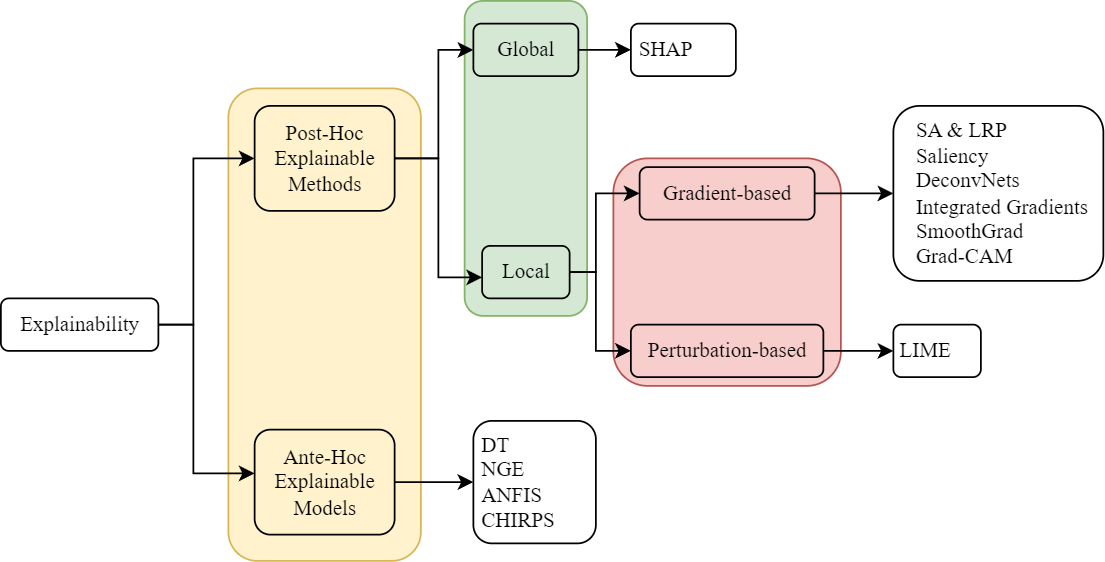 Global
SHAP
Post-Hoc
Explainable
Methods
SA & LRP
Saliency
DeconvNets
Integrated Gradients
SmoothGrad
Grad-CAM
Gradient-based
Local
Explainability
Perturbation-based
LIME
Ante-Hoc
Explainable
Models
DT
NGE
ANFIS
CHIRPS